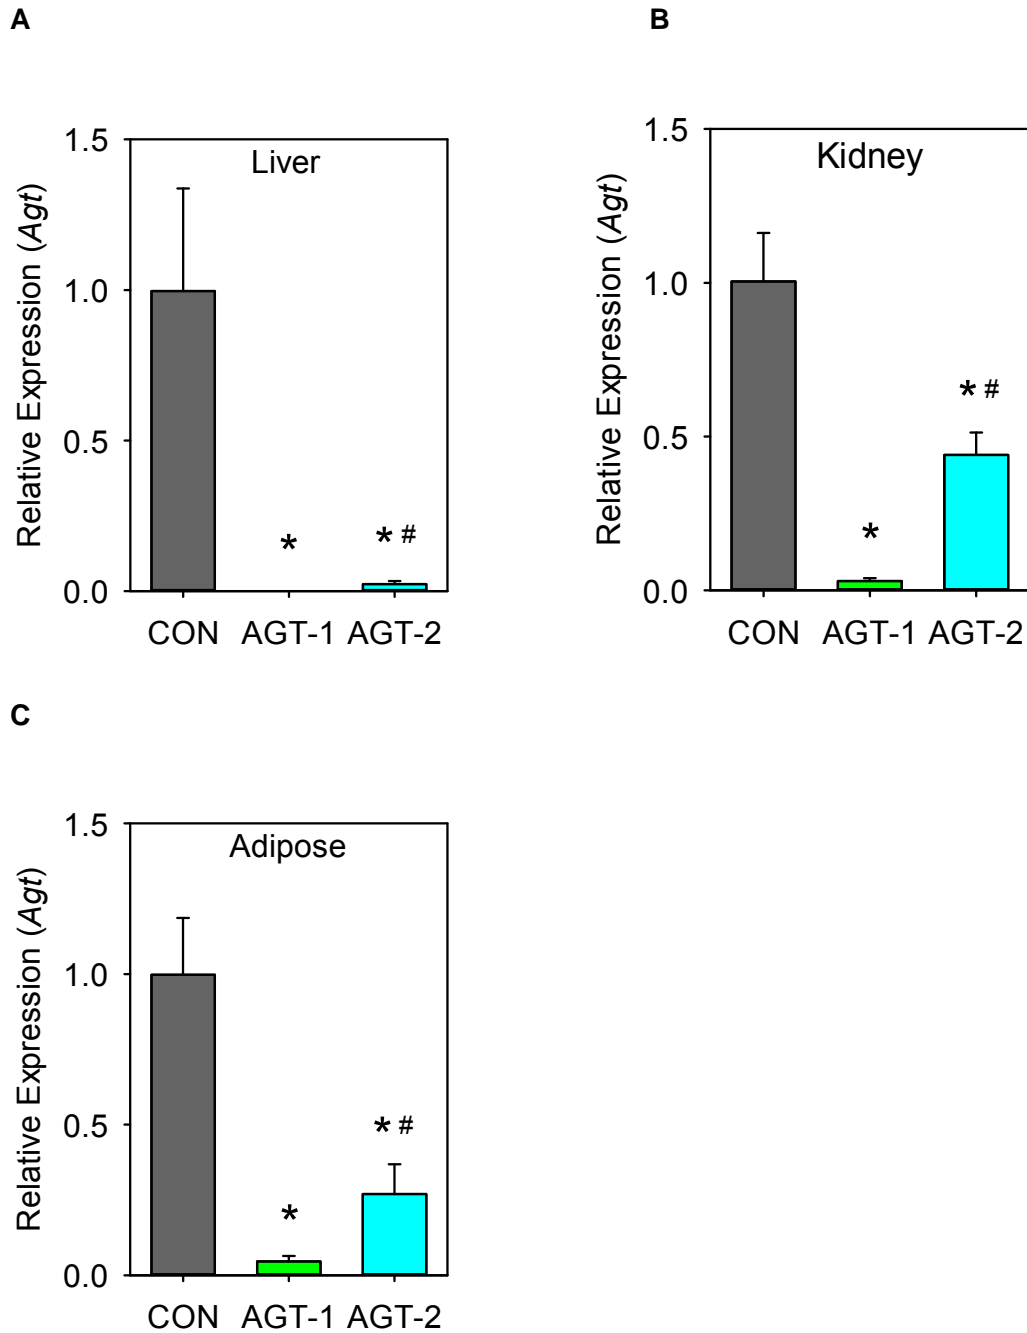 A
B
Liver
Relative Expression (Agt)
1.5
1.0
0.5
0.0
*
* #
CON AGT-1 AGT-2
Kidney
Relative Expression (Agt)
1.5
1.0
0.5
0.0
*
* #
CON AGT-1 AGT-2
C
Adipose
Relative Expression (Agt)
1.5
1.0
0.5
0.0
*
* #
CON AGT-1 AGT-2